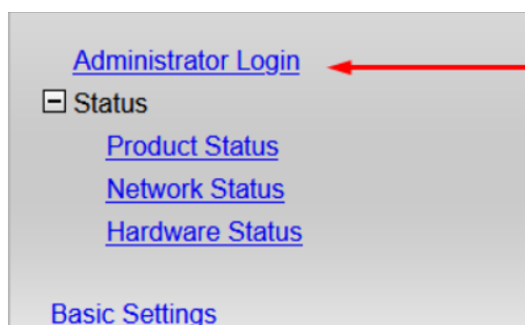 Administrator Login
Status
Product Status
Network Status
Hardware Status
Basic Settings